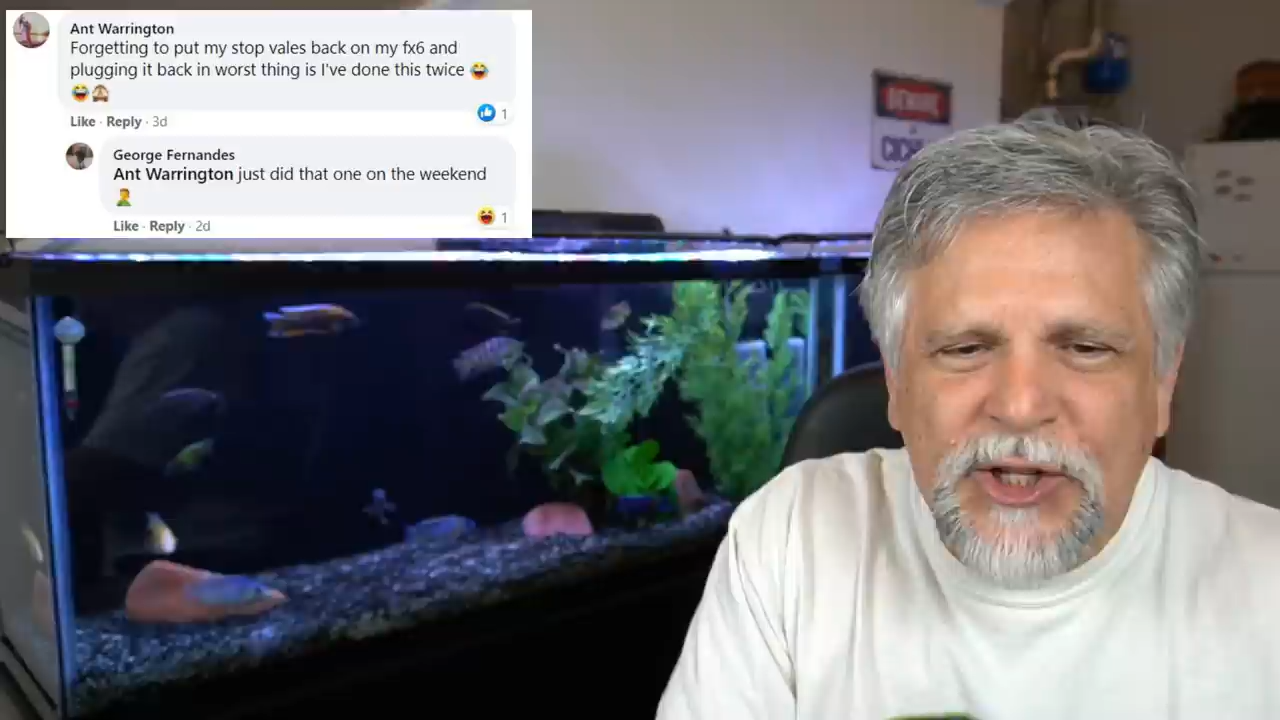 Ant Warrington
Forgetting to put my stop vales back on my fx6 and
plugging it back in worst thing is I've done this twice 😂
😂🙈
Like · Reply · 3d
1
George Fernandes
Ant Warrington just did that one on the weekend
🤦‍♂️
Like · Reply · 2d
1
BEWARE